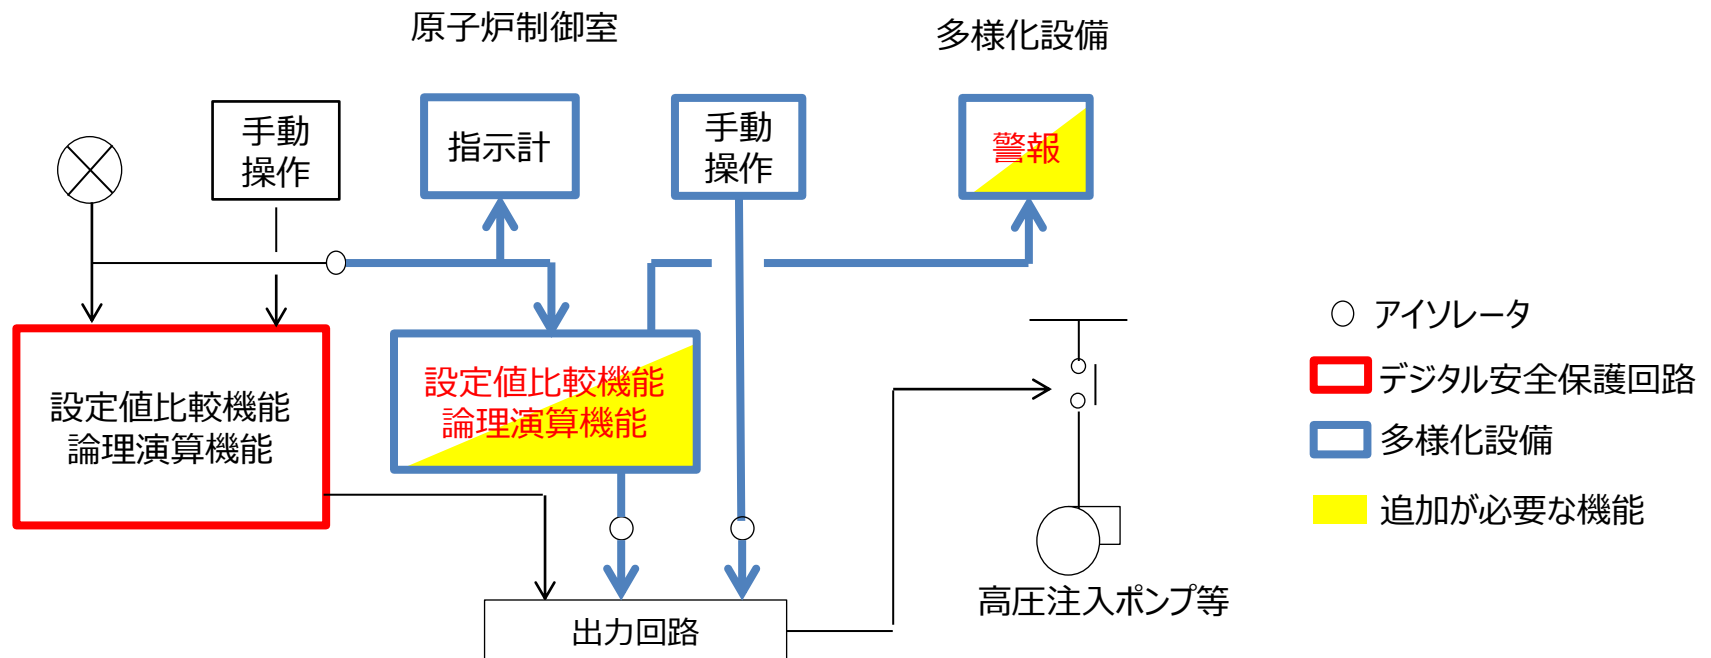 原子炉制御室
多様化設備
手動
操作
指示計
手動
操作
警報
設定値比較機能
論理演算機能
設定値比較機能
論理演算機能
出力回路
高圧注入ポンプ等
アイソレータ
デジタル安全保護回路
多様化設備
追加が必要な機能